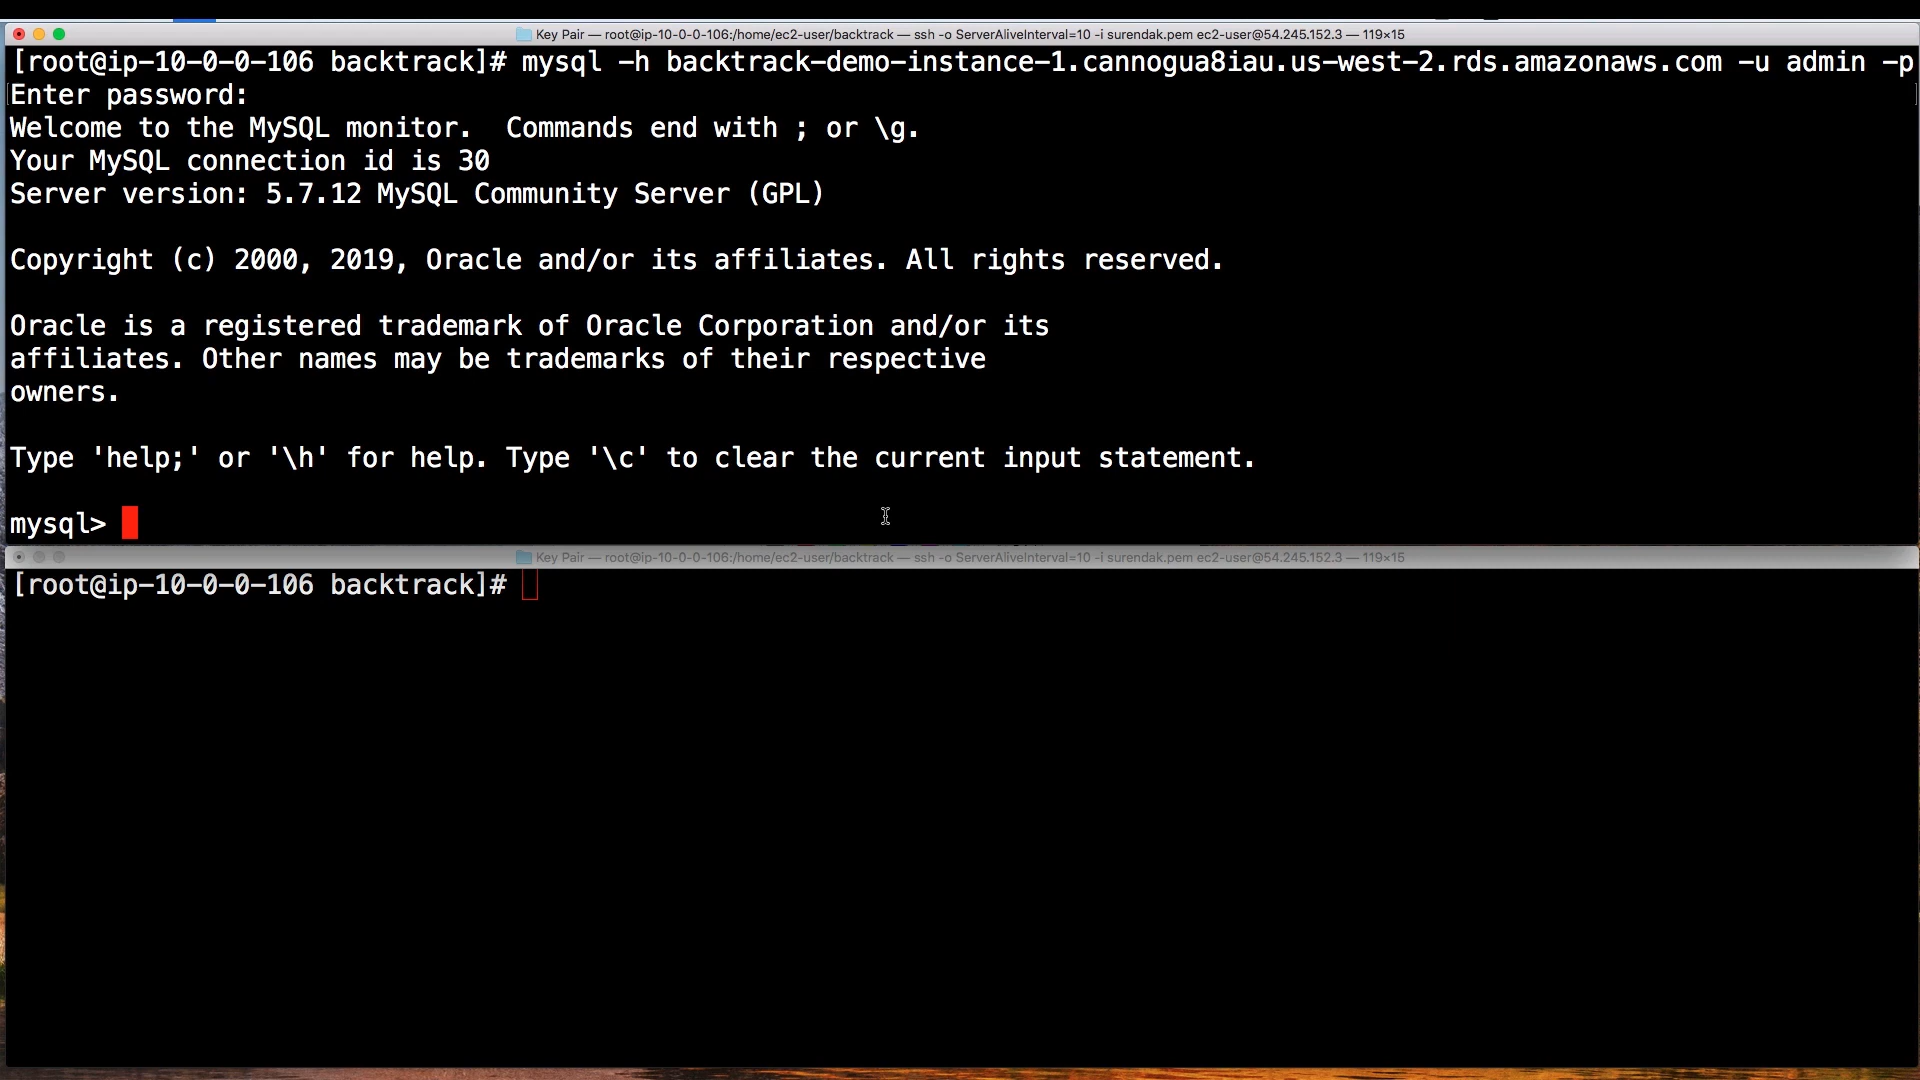 Key Pair — root@ip-10-0-0-106:/home/ec2-user/backtrack — ssh -o ServerAliveInterval=10 -i surendak.pem ec2-user@54.245.152.3 — 119×15
[root@ip-10-0-0-106 backtrack]# mysql -h backtrack-demo-instance-1.cannogua8iau.us-west-2.rds.amazonaws.com -u admin -p
Enter password:
Welcome to the MySQL monitor.  Commands end with ; or \g.
Your MySQL connection id is 30
Server version: 5.7.12 MySQL Community Server (GPL)
Copyright (c) 2000, 2019, Oracle and/or its affiliates. All rights reserved.
Oracle is a registered trademark of Oracle Corporation and/or its
affiliates. Other names may be trademarks of their respective
owners.
Type 'help;' or '\h' for help. Type '\c' to clear the current input statement.
mysql>
Key Pair — root@ip-10-0-0-106:/home/ec2-user/backtrack — ssh -o ServerAliveInterval=10 -i surendak.pem ec2-user@54.245.152.3 — 119×15
[root@ip-10-0-0-106 backtrack]#